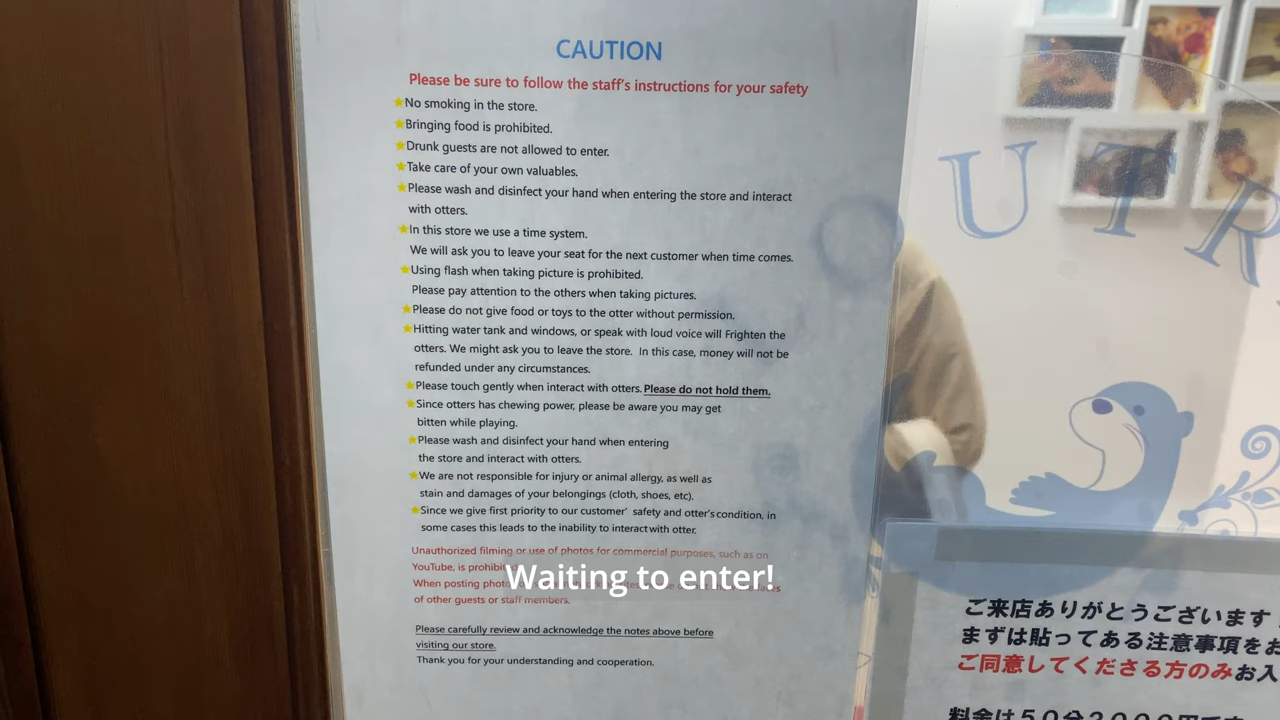 CAUTION
Please be sure to follow the staff's instructions for your safety
★No smoking in the store.
★Bringing food is prohibited.
★Drunk guests are not allowed to enter.
★Take care of your own valuables.
★Please wash and disinfect your hand when entering the store and interact
with otters.
★In this store we use a time system.
We will ask you to leave your seat for the next customer when time comes.
★Using flash when taking picture is prohibited.
Please pay attention to the others when taking pictures.
★Please do not give food or toys to the otter without permission.
★Hitting water tank and windows, or speak with loud voice will Frighten the
otters. We might ask you to leave the store. In this case, money will not be
refunded under any circumstances.
★Please touch gently when interact with otters. Please do not hold them.
★Since otters has chewing power, please be aware you may get
bitten while playing.
★Please wash and disinfect your hand when entering
the store and interact with otters.
★We are not responsible for injury or animal allergy, as well as
stain and damages of your belongings (cloth, shoes, etc).
★Since we give first priority to our customer' safety and otter's condition, in
some cases this leads to the inability to interact with otter.
Unauthorized filming or use of photos for commercial purposes, such as on
YouTube, is
When posting
of other guests or staff members.
Waiting to enter!
Please carefully review and acknowledge the notes above before
visiting our store.
Thank you for your understanding and cooperation.
UTR
ご来店ありがとうございます
まずは貼ってある注意事項をお
ご同意してくださる方のみお入
料金は50分2000円です